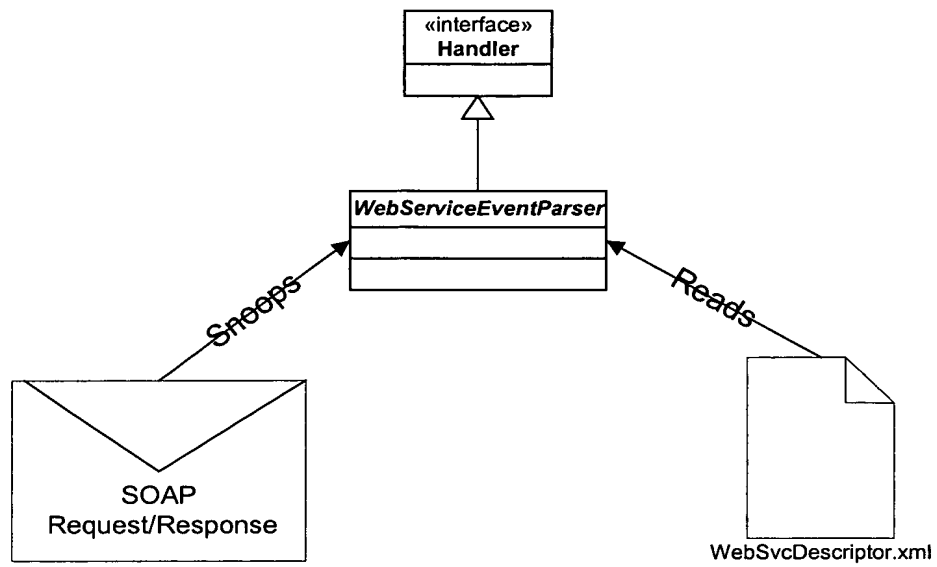 «interface»
Handler
WebServiceEventParser
Snoops
Reads
SOAP
Request/Response
WebSvcDescriptor.xml